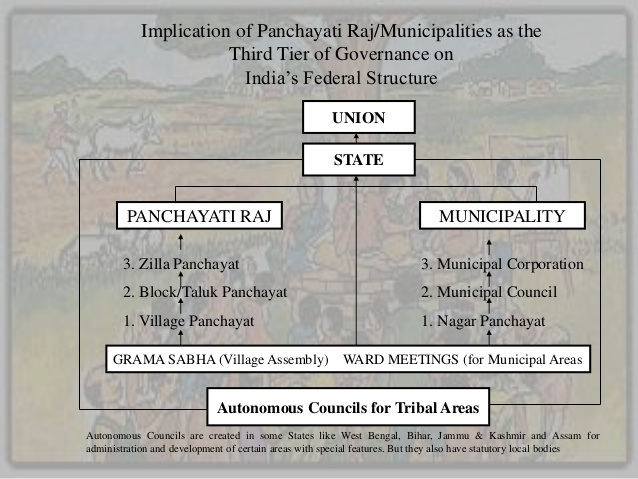 Implication of Panchayati Raj/Municipalities as the
Third Tier of Governance on
India's Federal Structure
UNION
STATE
PANCHAYATI RAJ
MUNICIPALITY
3. Zilla Panchayat
3. Municipal Corporation
2. Block/Taluk Panchayat
2. Municipal Council
1. Village Panchayat
1. Nagar Panchayat
GRAMA SABHA (Village Assembly) WARD MEETINGS (for Municipal Areas
Autonomous Councils for Tribal Areas
Autonomous Councils are created in some States like West Bengal, Bihar, Jammu & Kashmir and Assam for
administration and development of certain areas with special features. But they also have statutory local bodies